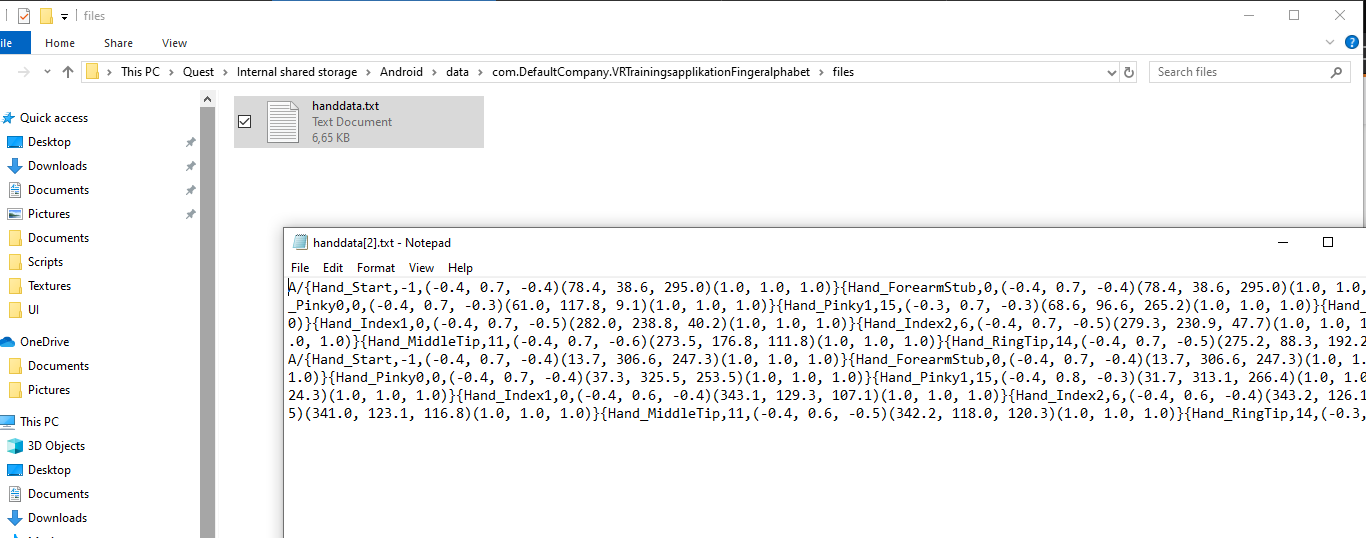 files
ile Home Share View
This PC Quest Internal shared storage Android data com.DefaultCompany.VRTrainingsapplikationFingeralphabet files
Search files
Quick access
Desktop
Downloads
Documents
Pictures
Documents
Scripts
Textures
UI
OneDrive
Documents
Pictures
This PC
3D Objects
Desktop
Documents
Downloads
handdata.txt
Text Document
6,65 KB
handdata[2].txt - Notepad
File Edit Format View Help
A/{Hand_Start,-1,(-0.4, 0.7, -0.4)(78.4, 38.6, 295.0)(1.0, 1.0, 1.0)}{Hand_ForearmStub,0,(-0.4, 0.7, -0.4)(78.4, 38.6, 295.0)(1.0, 1.0,
_Pinky0,0,(-0.4, 0.7, -0.3)(61.0, 117.8, 9.1)(1.0, 1.0, 1.0)}{Hand_Pinky1,15,(-0.3, 0.7, -0.3)(68.6, 96.6, 265.2)(1.0, 1.0, 1.0)}{Hand_
0)}{Hand_Index1,0,(-0.4, 0.7, -0.5)(282.0, 238.8, 40.2)(1.0, 1.0, 1.0)}{Hand_Index2,6,(-0.4, 0.7, -0.5)(279.3, 230.9, 47.7)(1.0, 1.0, 1
.0, 1.0)}{Hand_MiddleTip,11,(-0.4, 0.7, -0.6)(273.5, 176.8, 111.8)(1.0, 1.0, 1.0)}{Hand_RingTip,14,(-0.4, 0.7, -0.5)(275.2, 88.3, 192.2
A/{Hand_Start,-1,(-0.4, 0.7, -0.4)(13.7, 306.6, 247.3)(1.0, 1.0, 1.0)}{Hand_ForearmStub,0,(-0.4, 0.7, -0.4)(13.7, 306.6, 247.3)(1.0, 1.
1.0)}{Hand_Pinky0,0,(-0.4, 0.7, -0.4)(37.3, 325.5, 253.5)(1.0, 1.0, 1.0)}{Hand_Pinky1,15,(-0.4, 0.8, -0.3)(31.7, 313.1, 266.4)(1.0, 1.0
24.3)(1.0, 1.0, 1.0)}{Hand_Index1,0,(-0.4, 0.6, -0.4)(343.1, 129.3, 107.1)(1.0, 1.0, 1.0)}{Hand_Index2,6,(-0.4, 0.6, -0.4)(343.2, 126.1
5)(341.0, 123.1, 116.8)(1.0, 1.0, 1.0)}{Hand_MiddleTip,11,(-0.4, 0.6, -0.5)(342.2, 118.0, 120.3)(1.0, 1.0, 1.0)}{Hand_RingTip,14,(-0.3,